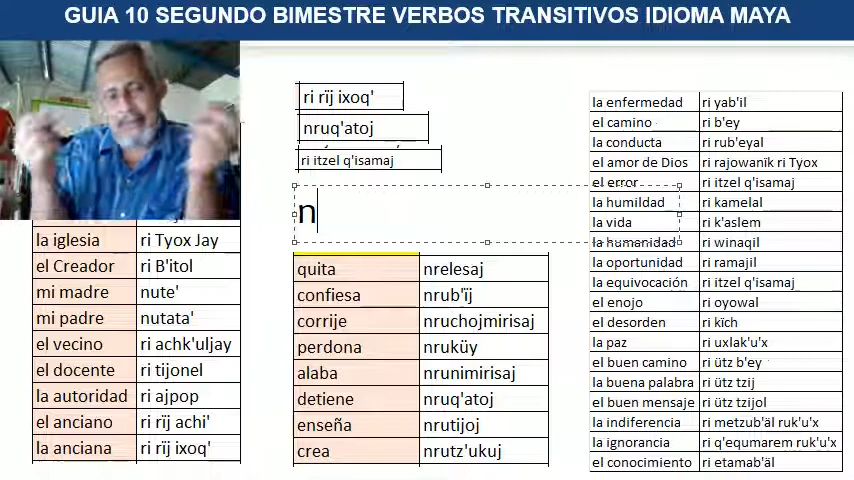 GUIA 10 SEGUNDO BIMESTRE VERBOS TRANSITIVOS IDIOMA MAYA
ri rïj ixoq'
nruq'atoj
ri itzel q'isamaj
n
la iglesia ri Tyox Jay
el Creador ri B'itol
mi madre nute'
mi padre nutata'
el vecino ri achk'uljay
el docente ri tijonel
la autoridad ri ajpop
el anciano ri rïj achi'
la anciana ri rïj ixoq'
quita nrelesaj
confiesa nrub'ïj
corrije nruchojmirisaj
perdona nruküy
alaba nrunimirisaj
detiene nruq'atoj
enseña nrutijoj
crea nrutz'ukuj
la enfermedad ri yab'il
el camino ri b'ey
la conducta ri rub'eyal
el amor de Dios ri rajowanïk ri Tyox
el error ri itzel q'isamaj
la humildad ri kamelal
la vida ri k'aslem
la humanidad ri winaqil
la oportunidad ri ramajil
la equivocación ri itzel q'isamaj
el enojo ri oyowal
el desorden ri kïch
la paz ri uxlak'u'x
el buen camino ri ütz b'ey
la buena palabra ri ütz tzij
el buen mensaje ri ütz tzijol
la indiferencia ri metzub'äl ruk'u'x
la ignorancia ri q'equmarem ruk'u'x
el conocimiento ri etamab'äl